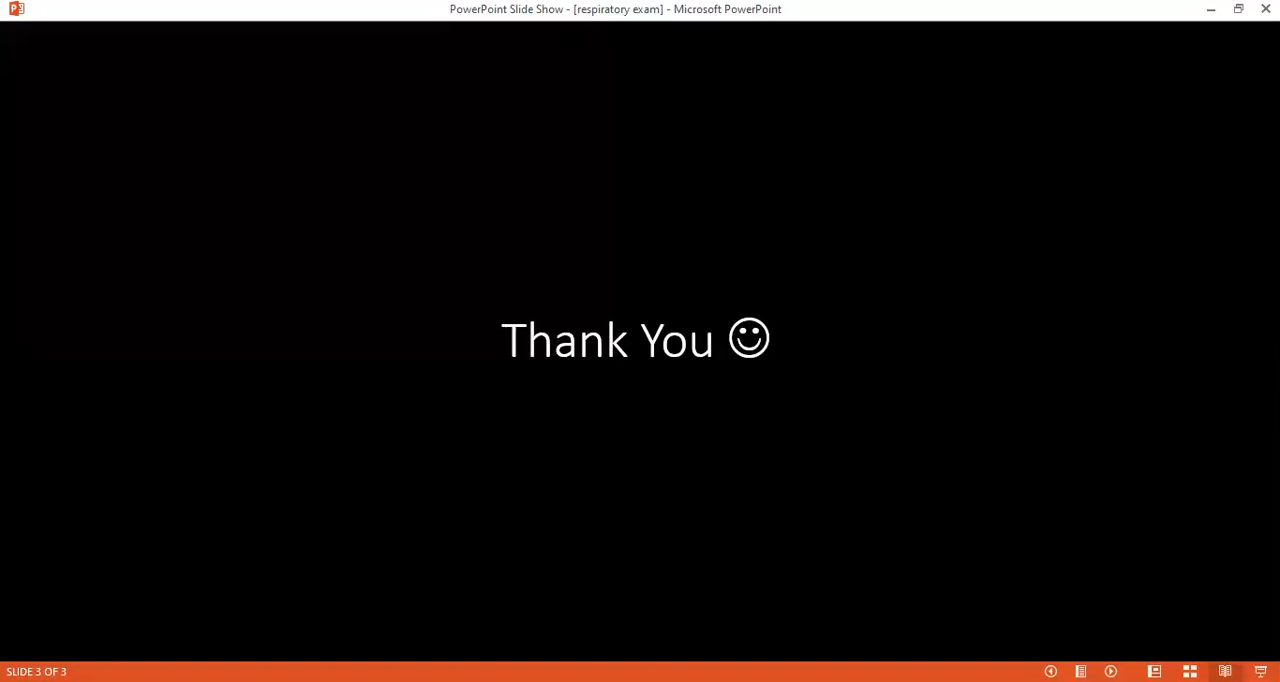 PowerPoint Slide Show - [respiratory exam] - Microsoft PowerPoint
Thank You ☺
SLIDE 3 OF 3